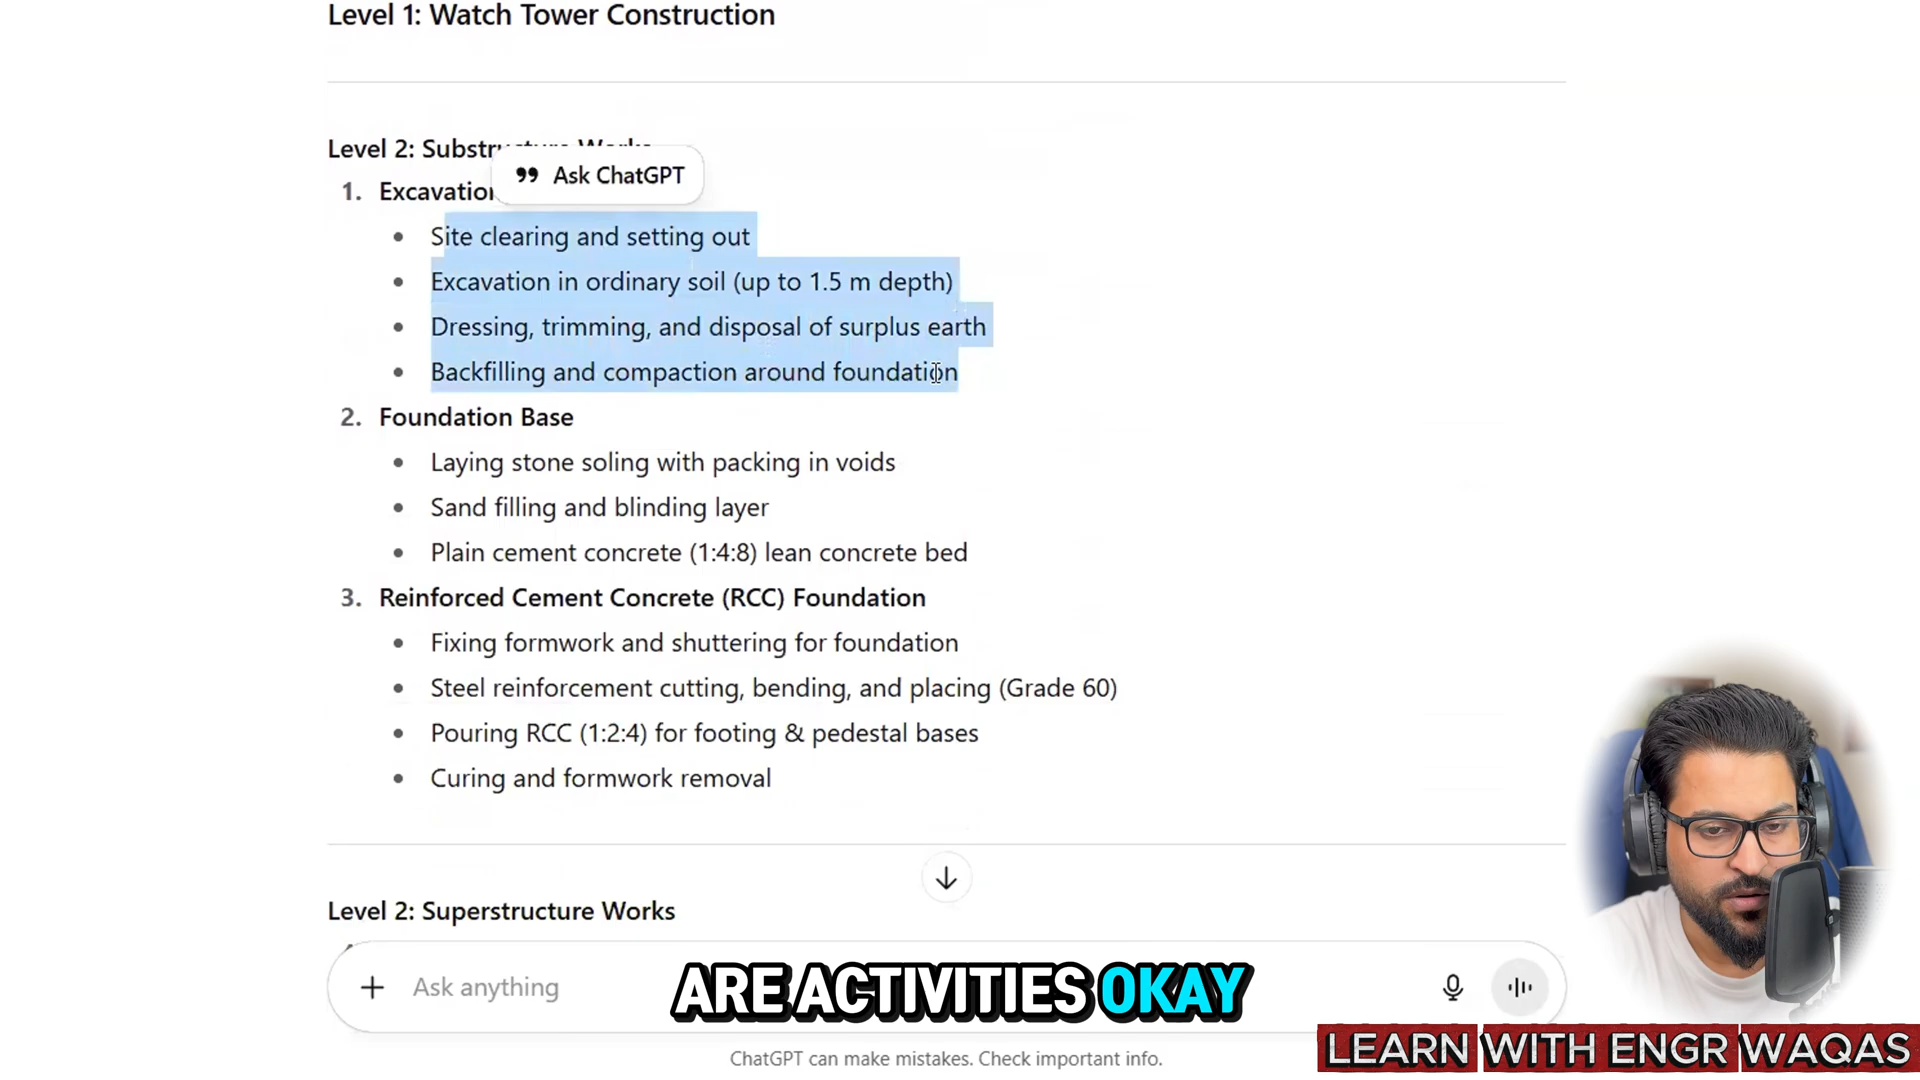 Level 1: Watch Tower Construction
Level 2: Substructure Works
Ask ChatGPT
1. Excavation
• Site clearing and setting out
• Excavation in ordinary soil (up to 1.5 m depth)
• Dressing, trimming, and disposal of surplus earth
• Backfilling and compaction around foundation
2. Foundation Base
• Laying stone soling with packing in voids
• Sand filling and blinding layer
• Plain cement concrete (1:4:8) lean concrete bed
3. Reinforced Cement Concrete (RCC) Foundation
• Fixing formwork and shuttering for foundation
• Steel reinforcement cutting, bending, and placing (Grade 60)
• Pouring RCC (1:2:4) for footing & pedestal bases
• Curing and formwork removal
Level 2: Superstructure Works
Ask anything
ARE ACTIVITIES OKAY
LEARN WITH ENGR WAQAS
ChatGPT can make mistakes. Check important info.